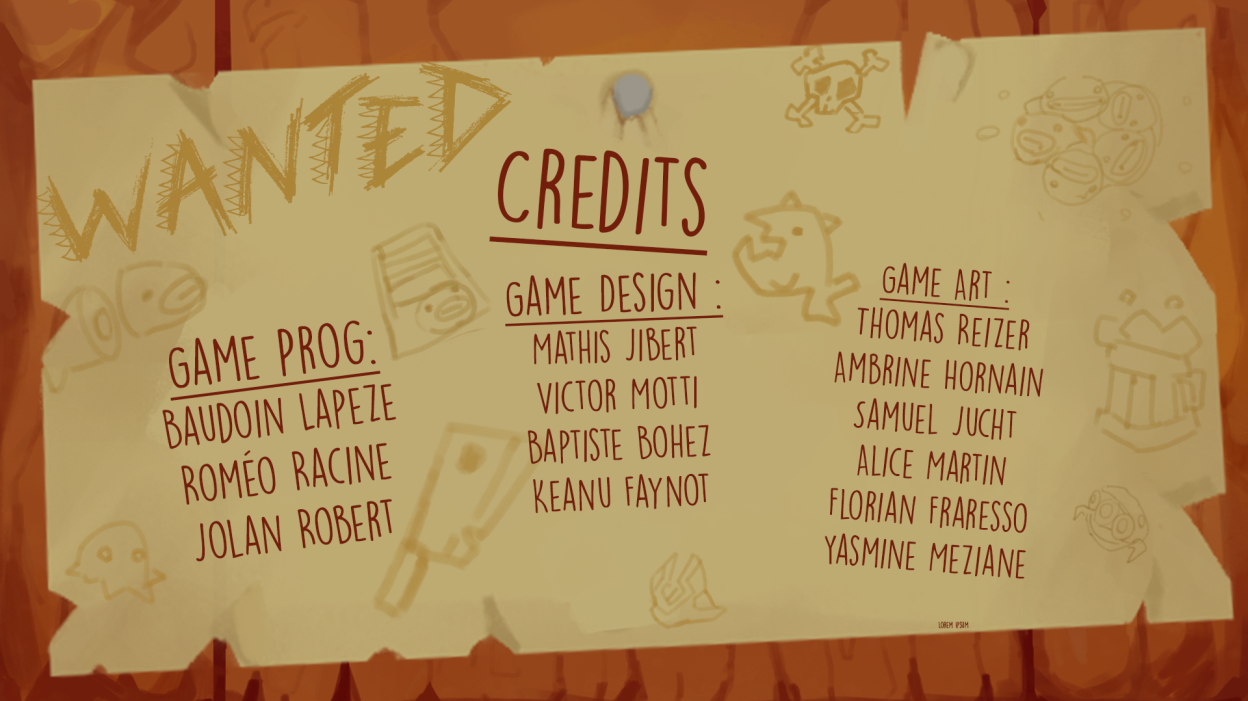 WANTED
CREDITS
GAME PROG:
BAUDOIN LAPEZE
ROMÉO RACINE
JOLAN ROBERT
GAME DESIGN :
MATHIS JIBERT
VICTOR MOTTI
BAPTISTE BOHEZ
KEANU FAYNOT
GAME ART :
THOMAS REIZER
AMBRINE HORNAIN
SAMUEL JUCHT
ALICE MARTIN
FLORIAN FRARESSO
YASMINE MEZIANE
LOREM IPSUM